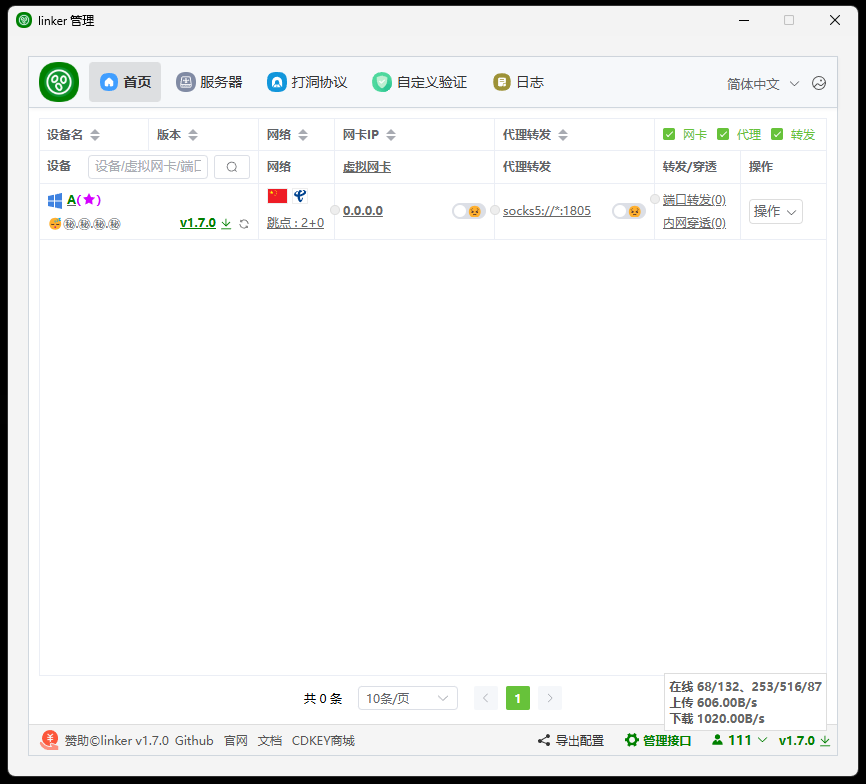 linker 管理
首页 服务器 打洞协议 自定义验证 日志 简体中文
设备名 版本 网络 网卡IP 代理转发 网卡 代理 转发
设备 设备/虚拟网卡/端口 网络 虚拟网卡 代理转发 转发/穿透 操作
A(★)
㊙.㊙.㊙.㊙ v1.7.0 跳点 : 2+0 0.0.0.0 socks5://*:1805 端口转发(0) 操作
内网穿透(0)
共 0 条 10条/页 1
在线 68/132、253/516/87
上传 606.00B/s
下载 1020.00B/s
赞助©linker v1.7.0 Github 官网 文档 CDKEY商城 导出配置 管理接口 111 v1.7.0